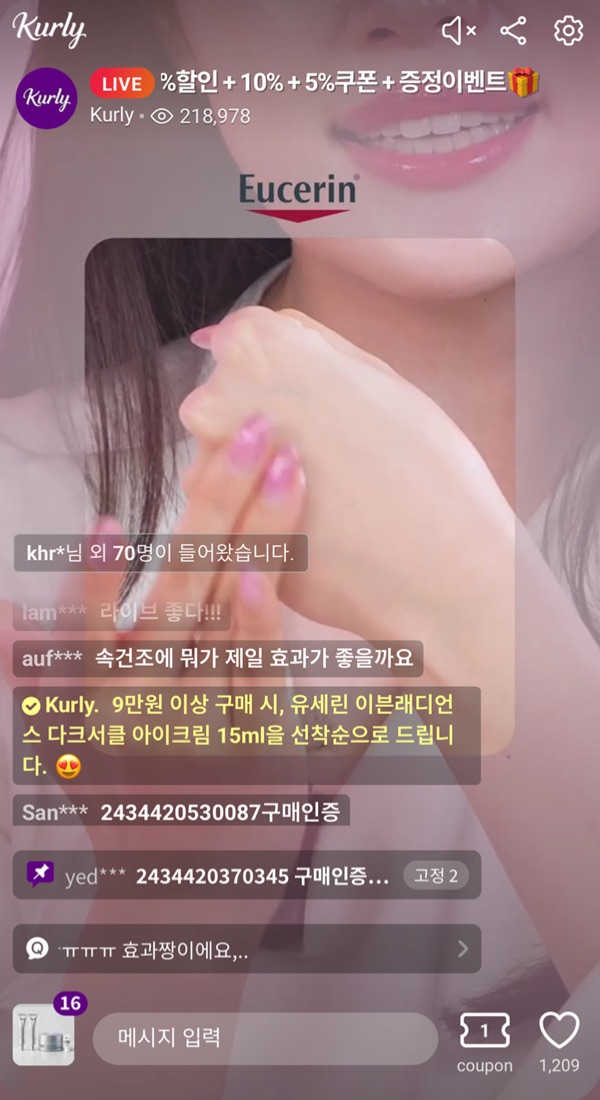 Kurly
Kurly
LIVE %할인 + 10% + 5%쿠폰 + 증정이벤트🎁
Kurly • 218,978
Eucerin®
khr*님 외 70명이 들어왔습니다.
lam*** 라이브 좋다!!!
auf*** 속건조에 뭐가 제일 효과가 좋을까요
Kurly. 9만원 이상 구매 시, 유세린 이븐래디언
스 다크서클 아이크림 15ml을 선착순으로 드립니
다. 😍
San*** 2434420530087구매인증
yed*** 2434420370345 구매인증... 고정 2
ㅠㅠㅠ 효과짱이에요,..
16
메시지 입력
1
coupon
1,209